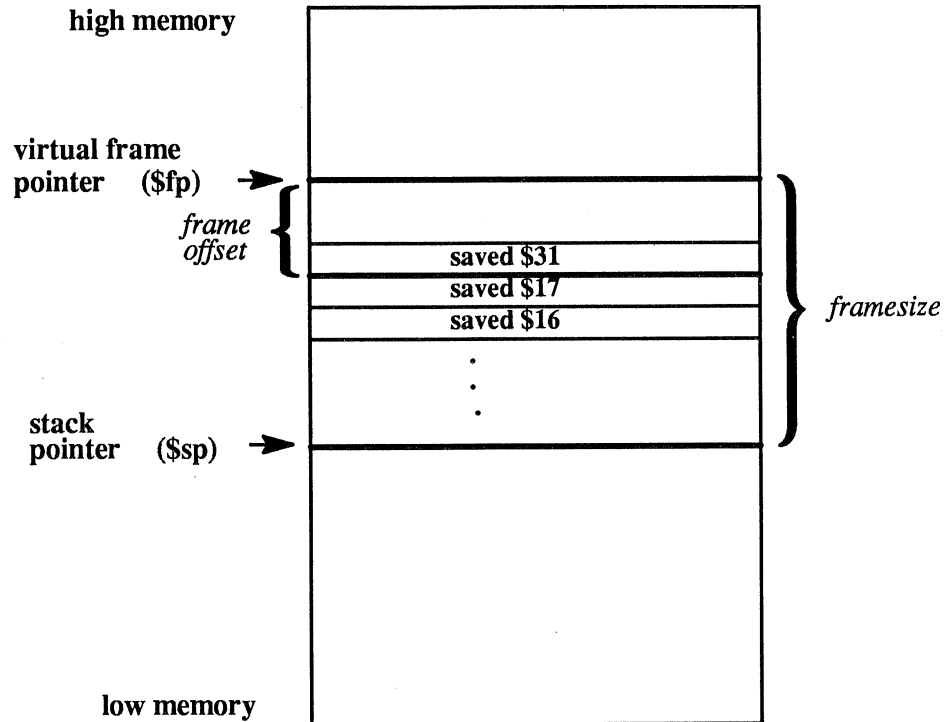 high memory
virtual frame
pointer ($fp)
frame
offset
saved $31
saved $17
saved $16
framesize
stack
pointer ($sp)
low memory